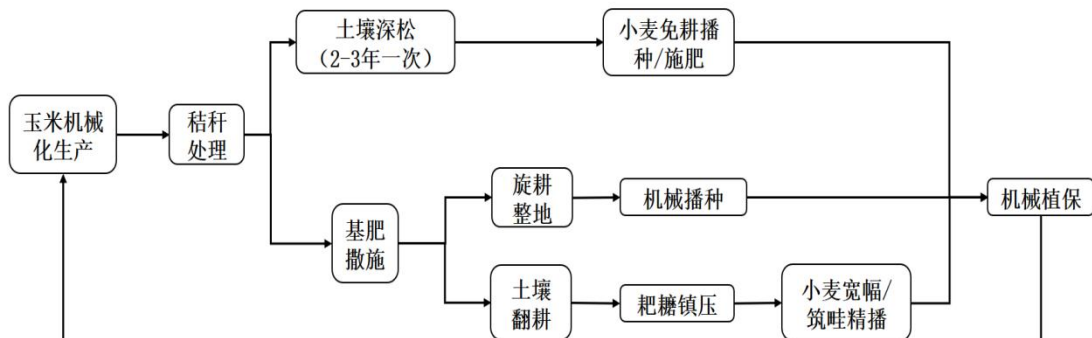 土壤深松
（2-3年一次）
小麦免耕播
种/施肥
玉米机械
化生产
秸秆
处理
旋耕
整地
机械播种
机械植保
基肥
撒施
土壤
翻耕
耙耱镇压
小麦宽幅/
筑畦精播